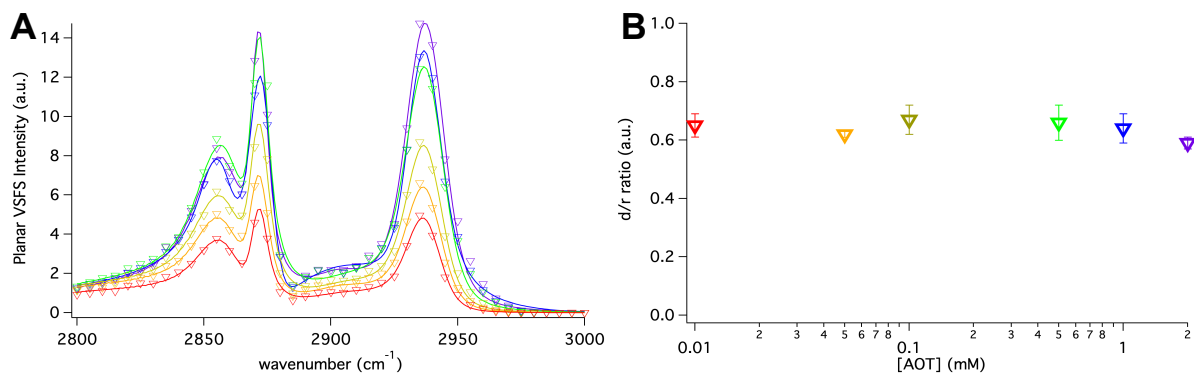 A
Planar VSFS Intensity (a.u.)
14
12
10
8
6
4
2
0
2800
2850
2900
2950
3000
wavenumber (cm⁻¹)
B
d/r ratio (a.u.)
1.0
0.8
0.6
0.4
0.2
0.0
2 3 4 5 6 7 8 2 3 4 5 6 7 8 2
0.01 0.1 1
[AOT] (mM)